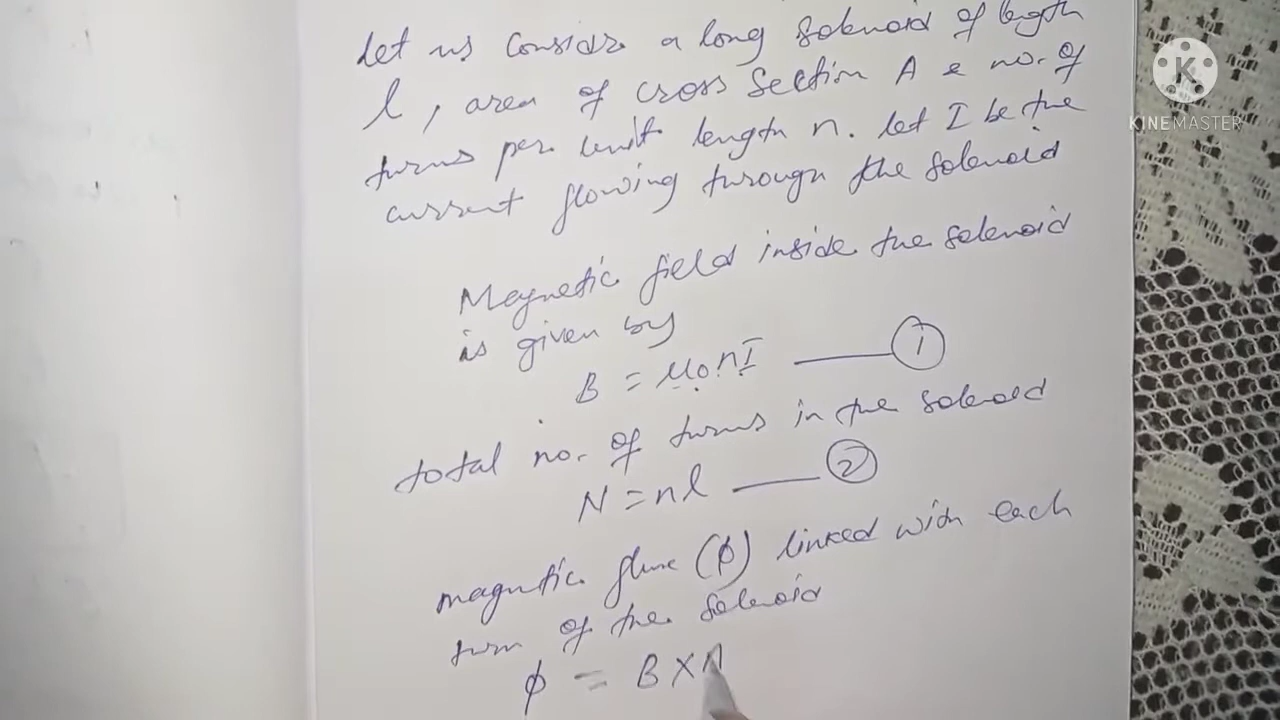 let us Consider a long Solenoid of length
l, area of cross section A & no. of
turns per unit length n. let I be the
current flowing through the solenoid
Magnetic field inside the solenoid
is given by
B = μ₀nI —— ①
total no. of turns in the solenoid
N = nl —— ②
magnetic flux (ϕ) linked with each
turn of the solenoid
ϕ = B × A
K
KINEMASTER